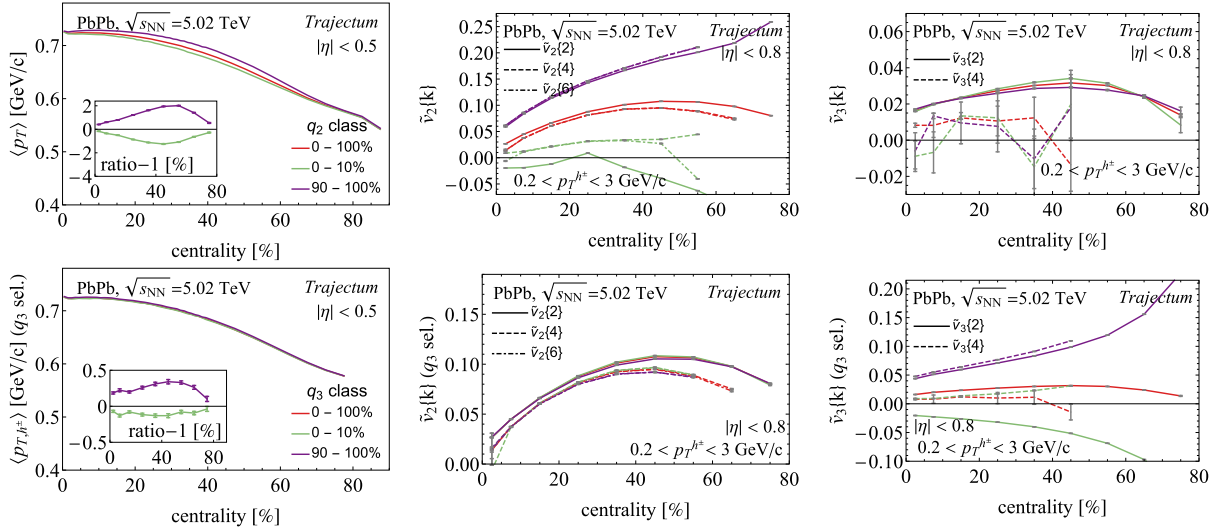 PbPb, √sNN = 5.02 TeV
Trajectum
|η| < 0.5
⟨pT⟩ [GeV/c]
0.7
0.6
0.5
0.4
2
0
−2
−4
0 20 40 60 80
ratio−1 [%]
q2 class
0 − 100%
0 − 10%
90 − 100%
0 20 40 60 80
centrality [%]
PbPb, √sNN = 5.02 TeV
Trajectum
|η| < 0.8
ṽ2{2}
ṽ2{4}
ṽ2{6}
ṽ2{k}
0.25
0.20
0.15
0.10
0.05
0.00
−0.05
0.2 < pT h± < 3 GeV/c
0 20 40 60 80
centrality [%]
PbPb, √sNN = 5.02 TeV
Trajectum
|η| < 0.8
ṽ3{2}
ṽ3{4}
ṽ3{k}
0.06
0.04
0.02
0.00
−0.02
0.2 < pT h± < 3 GeV/c
0 20 40 60 80
centrality [%]
PbPb, √sNN = 5.02 TeV
Trajectum
|η| < 0.5
⟨pT,h±⟩ [GeV/c] (q3 sel.)
0.7
0.6
0.5
0.4
0.5
0
−0.5
0 20 40 60 80
ratio−1 [%]
q3 class
0 − 100%
0 − 10%
90 − 100%
0 20 40 60 80
centrality [%]
PbPb, √sNN = 5.02 TeV
Trajectum
ṽ2{2}
ṽ2{4}
ṽ2{6}
ṽ2{k} (q3 sel.)
0.20
0.15
0.10
0.05
0.00
|η| < 0.8
0.2 < pT h± < 3 GeV/c
0 20 40 60 80
centrality [%]
PbPb, √sNN = 5.02 TeV
Trajectum
ṽ3{2}
ṽ3{4}
ṽ3{k} (q3 sel.)
0.20
0.15
0.10
0.05
0.00
−0.05
−0.10
|η| < 0.8
0.2 < pT h± < 3 GeV/c
0 20 40 60 80
centrality [%]